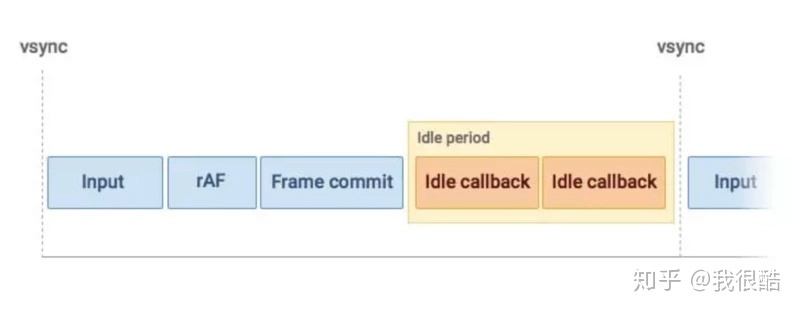 vsync
vsync
Idle period
Input
rAF
Frame commit
Idle callback
Idle callback
Input
知乎 @我很酷